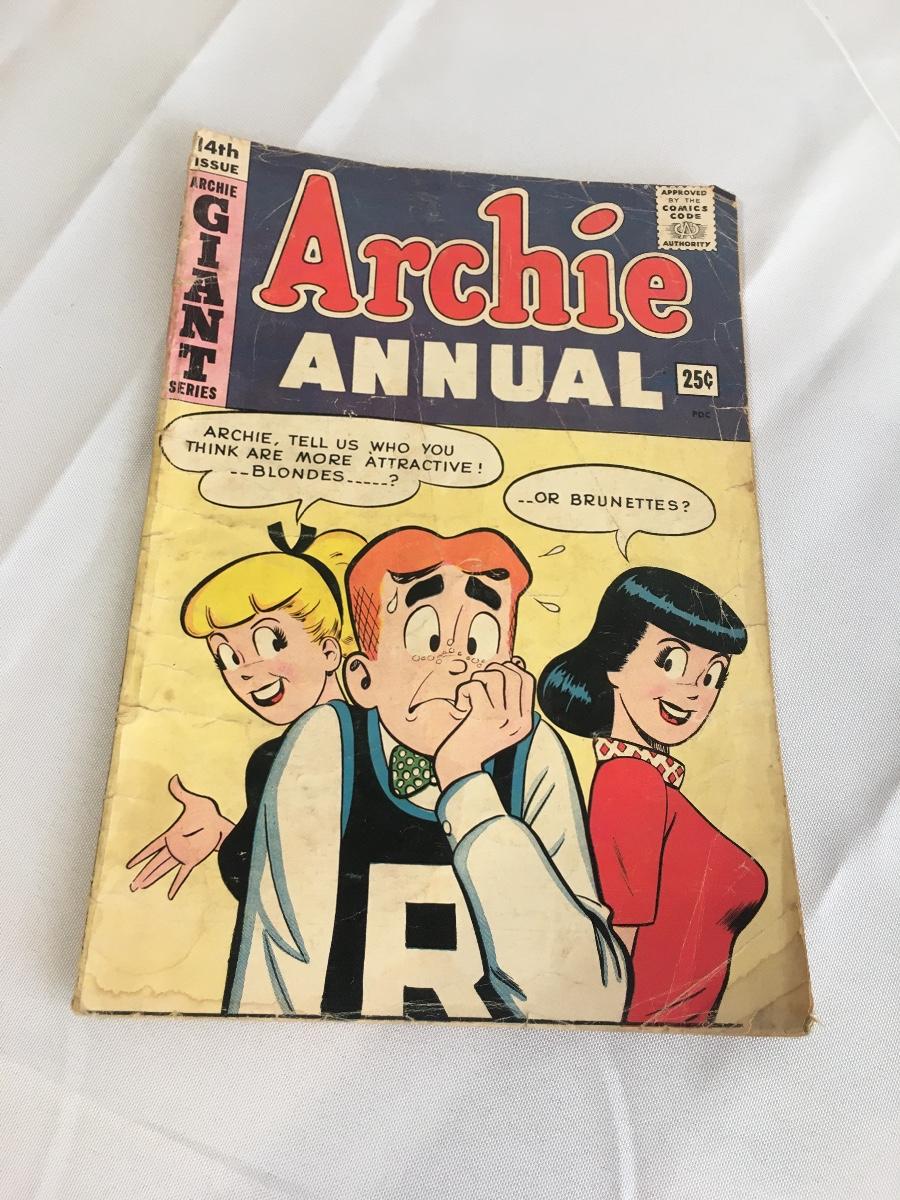 14th
ISSUE
ARCHIE
GIANT
SERIES
Archie
ANNUAL
APPROVED
BY THE
COMICS
CODE
CA
AUTHORITY
25¢
PDC
ARCHIE, TELL US WHO YOU
THINK ARE MORE ATTRACTIVE!
--BLONDES-----?
--OR BRUNETTES?
R